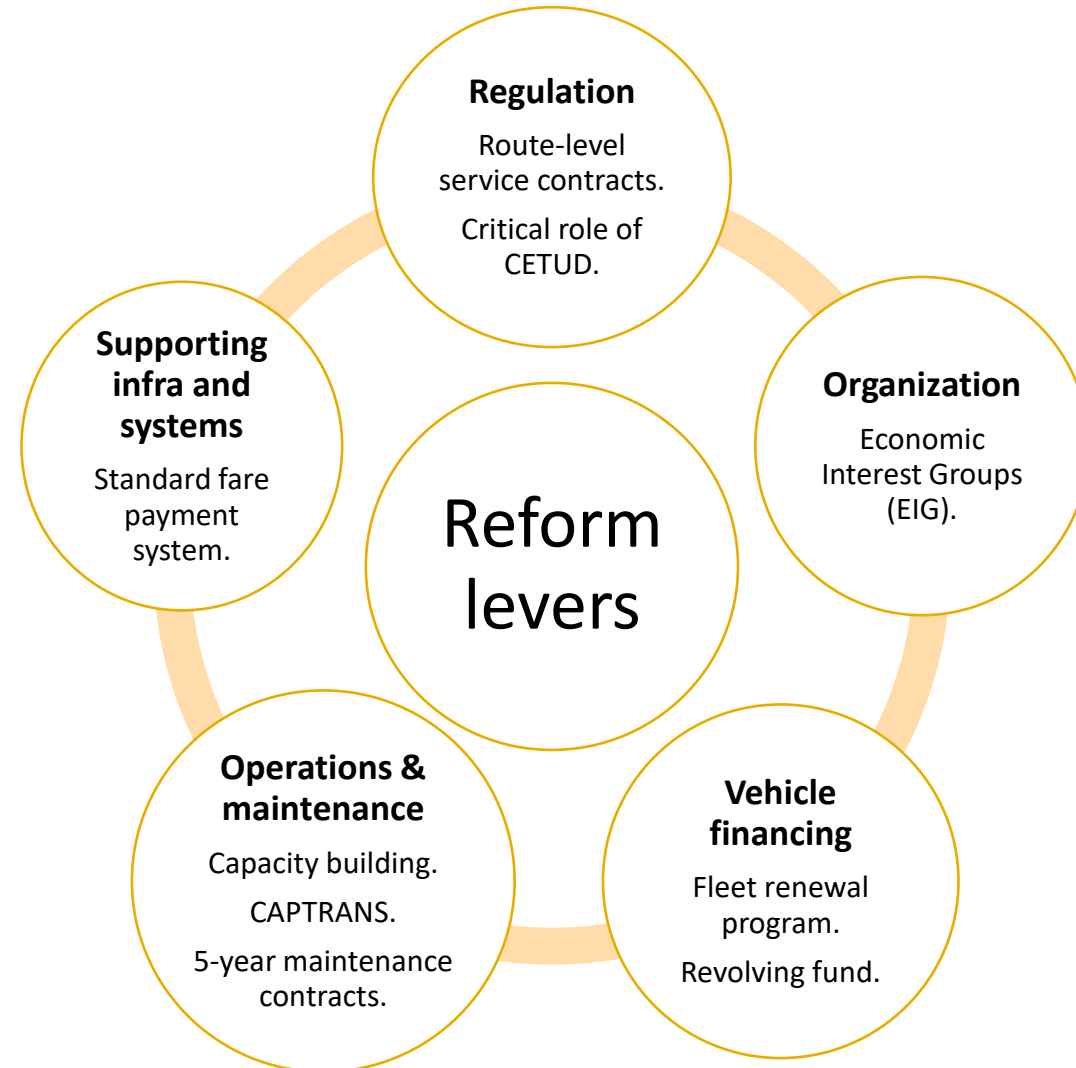 Regulation
Route-level
service contracts.
Critical role of
CETUD.
Organization
Economic
Interest Groups
(EIG).
Vehicle
financing
Fleet renewal
program.
Revolving fund.
Operations &
maintenance
Capacity building.
CAPTRANS.
5-year maintenance
contracts.
Supporting
infra and
systems
Standard fare
payment
system.
Reform
levers